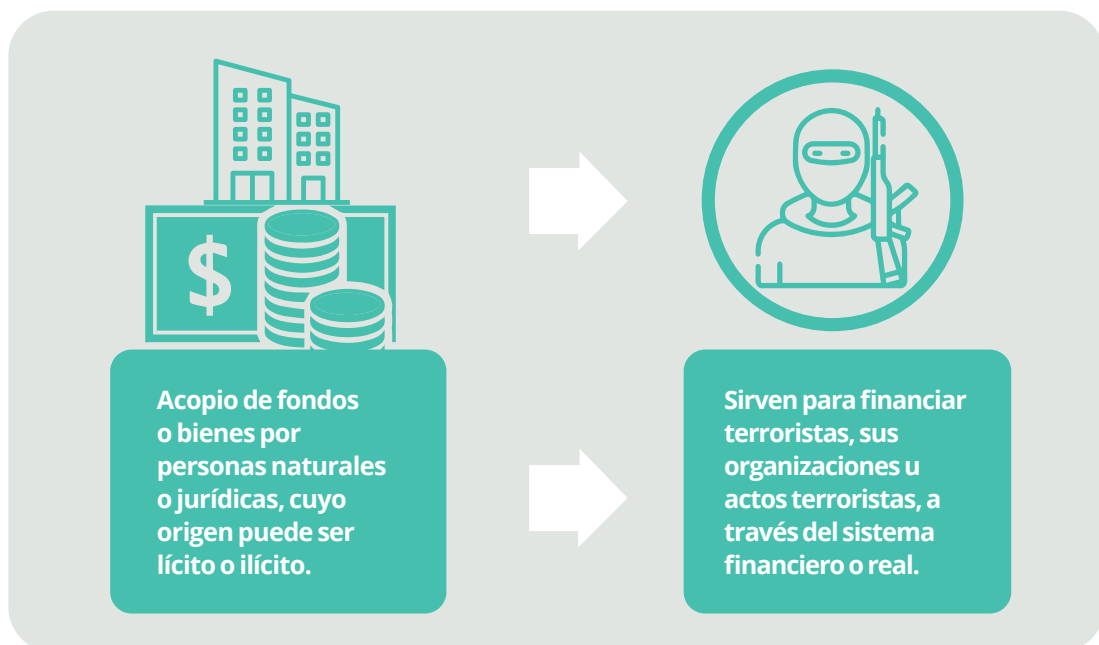 $
Acopio de fondos
o bienes por
personas naturales
o jurídicas, cuyo
origen puede ser
lícito o ilícito.
Sirven para financiar
terroristas, sus
organizaciones u
actos terroristas, a
través del sistema
financiero o real.